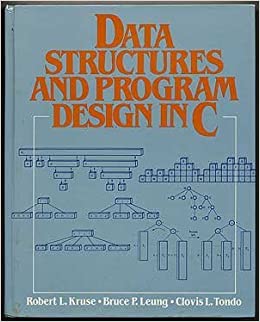 DATA
STRUCTURES
AND PROGRAM
DESIGN IN C
Robert L. Kruse • Bruce P. Leung • Clovis L. Tondo